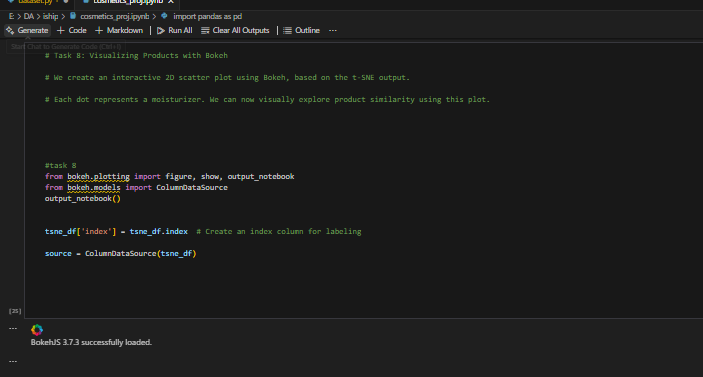 dataset.py
cosmetics_proj.ipynb
E: > DA > iship > cosmetics_proj.ipynb > import pandas as pd
Generate + Code + Markdown | Run All Clear All Outputs | Outline ...
Start Chat to Generate Code (Ctrl+I)
# Task 8: Visualizing Products with Bokeh
# We create an interactive 2D scatter plot using Bokeh, based on the t-SNE output.
# Each dot represents a moisturizer. We can now visually explore product similarity using this plot.
#task 8
from bokeh.plotting import figure, show, output_notebook
from bokeh.models import ColumnDataSource
output_notebook()
tsne_df['index'] = tsne_df.index # Create an index column for labeling
source = ColumnDataSource(tsne_df)
[25]
...
BokehJS 3.7.3 successfully loaded.
...